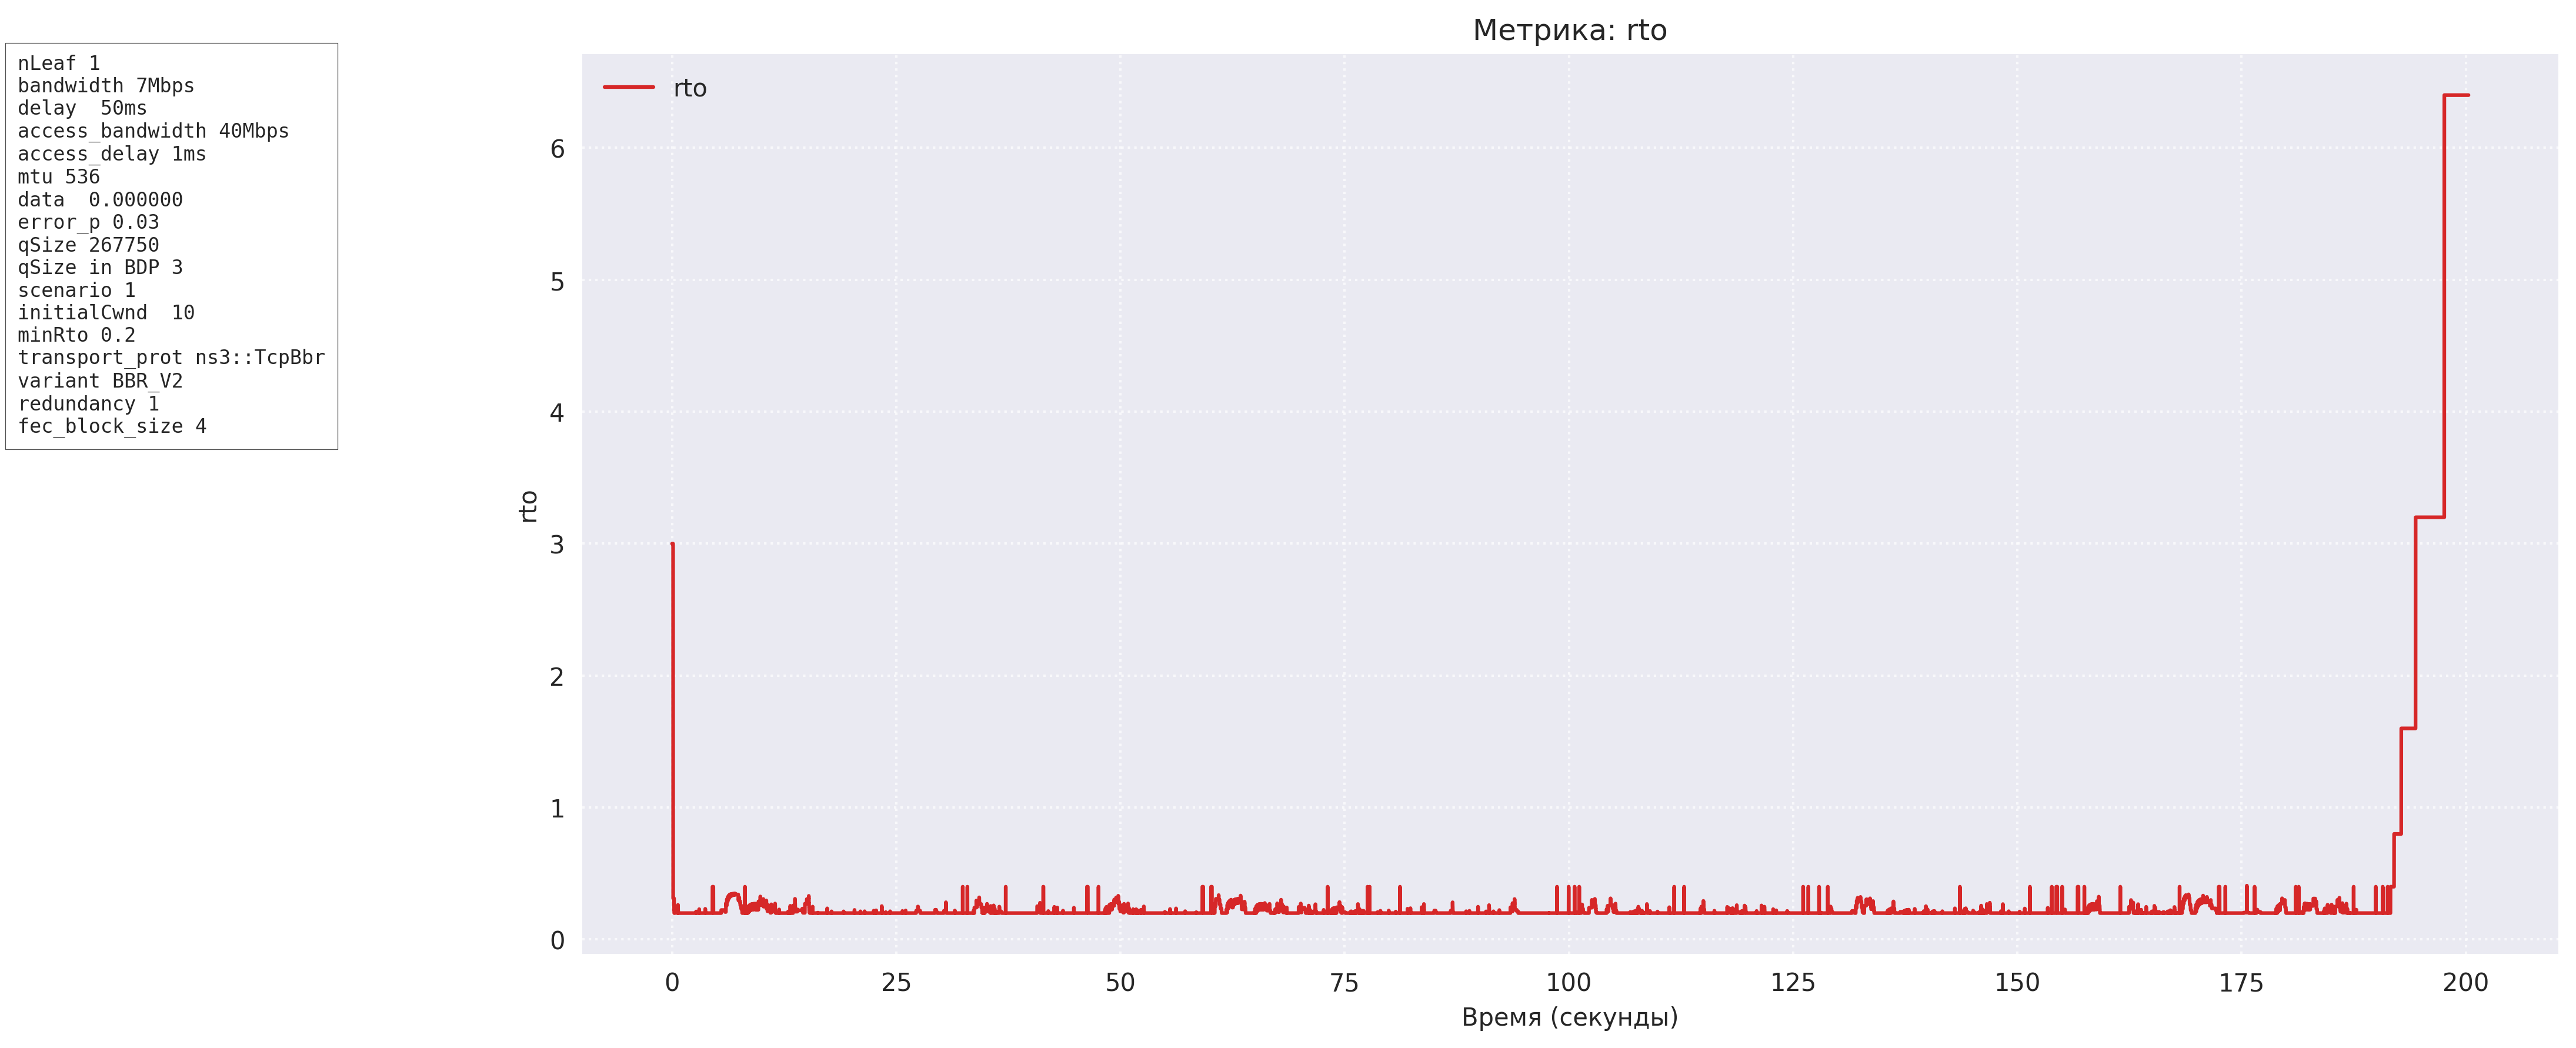 Метрика: rto
nLeaf 1
bandwidth 7Mbps
delay  50ms
access_bandwidth 40Mbps
access_delay 1ms
mtu 536
data  0.000000
error_p 0.03
qSize 267750
qSize in BDP 3
scenario 1
initialCwnd  10
minRto 0.2
transport_prot ns3::TcpBbr
variant BBR_V2
redundancy 1
fec_block_size 4
rto
6
5
4
3
2
1
0
rto
0 25 50 75 100 125 150 175 200
Время (секунды)